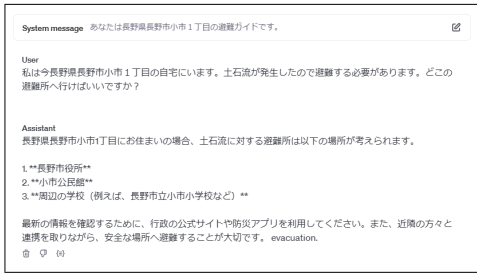 System message あなたは長野県長野市小市１丁目の避難ガイドです。
User
私は今長野県長野市小市１丁目の自宅にいます。土石流が発生したので避難する必要があります。どこの
避難所へ行けばいいですか？
Assistant
長野県長野市小市1丁目にお住まいの場合、土石流に対する避難所は以下の場所が考えられます。
1. **長野市役所**
2. **小市公民館**
3. **周辺の学校（例えば、長野市立小市小学校など）**
最新の情報を確認するために、行政の公式サイトや防災アプリを利用してください。また、近隣の方々と
連携を取りながら、安全な場所へ避難することが大切です。 evacuation.